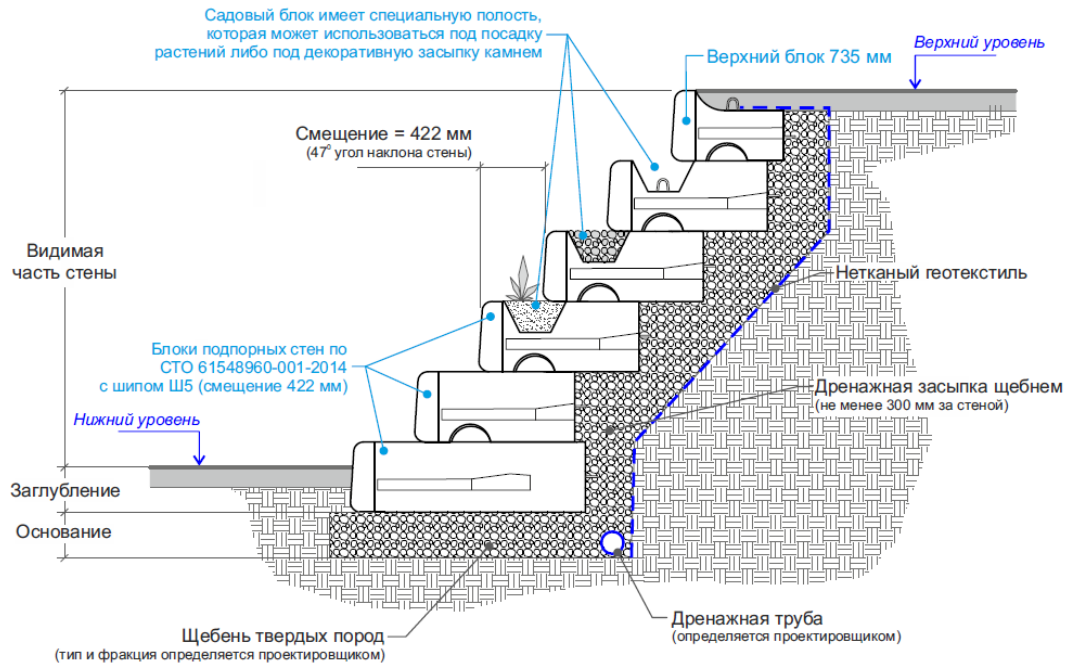 Садовый блок имеет специальную полость,
которая может использоваться под посадку
растений либо под декоративную засыпку камнем
Верхний блок 735 мм
Верхний уровень
Смещение = 422 мм
(47⁰ угол наклона стены)
Видимая
часть стены
Нетканый геотекстиль
Блоки подпорных стен по
СТО 61548960-001-2014
с шипом Ш5 (смещение 422 мм)
Дренажная засыпка щебнем
(не менее 300 мм за стеной)
Нижний уровень
Заглубление
Основание
Дренажная труба
(определяется проектировщиком)
Щебень твердых пород
(тип и фракция определяется проектировщиком)